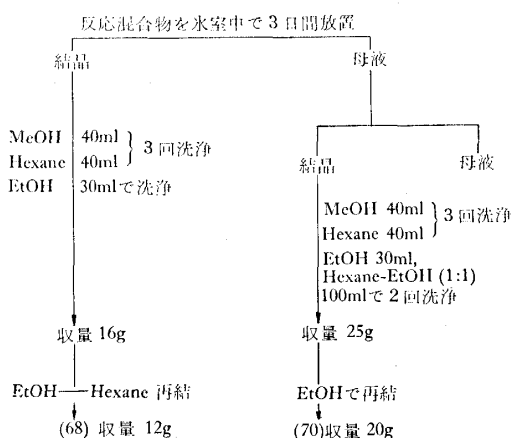 反応混合物を氷室中で3日間放置
結晶
母液
MeOH 40ml
Hexane 40ml
3回洗浄
EtOH 30mlで洗浄
収量 16g
EtOH—Hexane 再結
(68) 収量 12g
結晶
母液
MeOH 40ml
Hexane 40ml
3回洗浄
EtOH 30ml,
Hexane-EtOH (1:1)
100mlで2回洗浄
収量 25g
EtOHで再結
(70)収量 20g